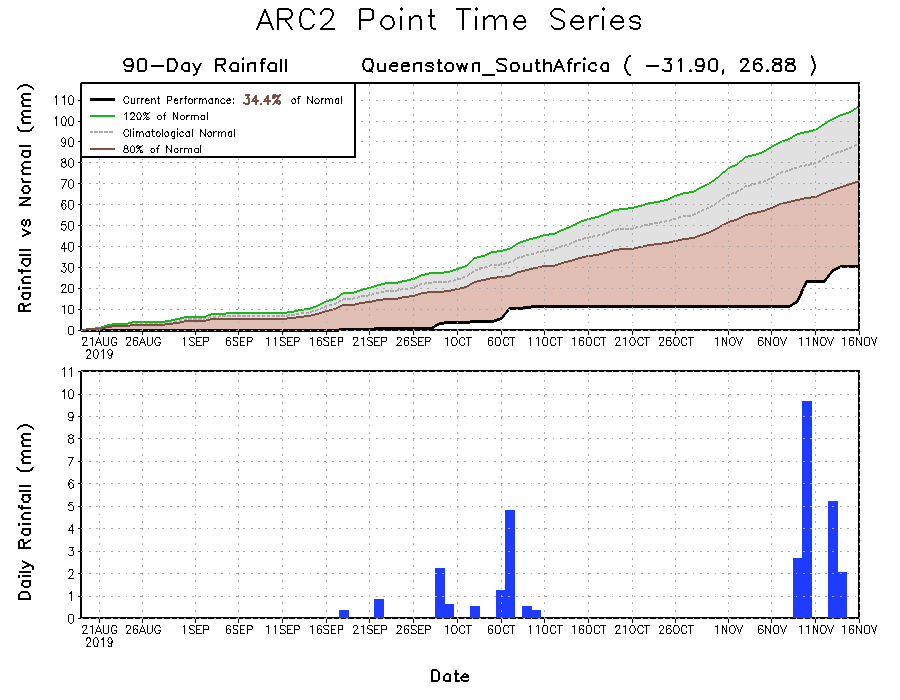 ARC2 Point Time Series
90-Day Rainfall Queenstown_SouthAfrica ( -31.90, 26.88 )
Rainfall vs Normal (mm)
Current Performance: 34.4% of Normal
120% of Normal
Climatological Normal
80% of Normal
110
100
90
80
70
60
50
40
30
20
10
0
21AUG 26AUG 1SEP 6SEP 11SEP 16SEP 21SEP 26SEP 1OCT 6OCT 11OCT 16OCT 21OCT 26OCT 1NOV 6NOV 11NOV 16NOV
2019
Daily Rainfall (mm)
11
10
9
8
7
6
5
4
3
2
1
0
21AUG 26AUG 1SEP 6SEP 11SEP 16SEP 21SEP 26SEP 1OCT 6OCT 11OCT 16OCT 21OCT 26OCT 1NOV 6NOV 11NOV 16NOV
2019
Date